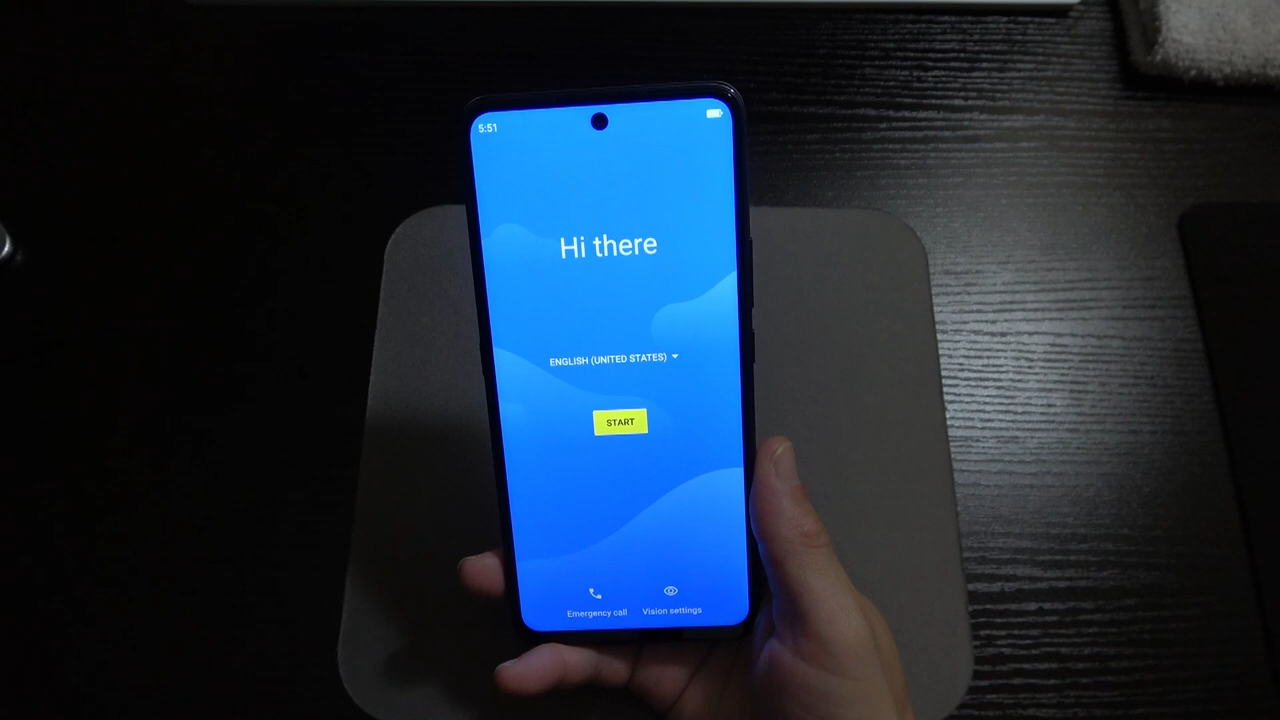 5:51
Hi there
ENGLISH (UNITED STATES)
START
Emergency call
Vision settings